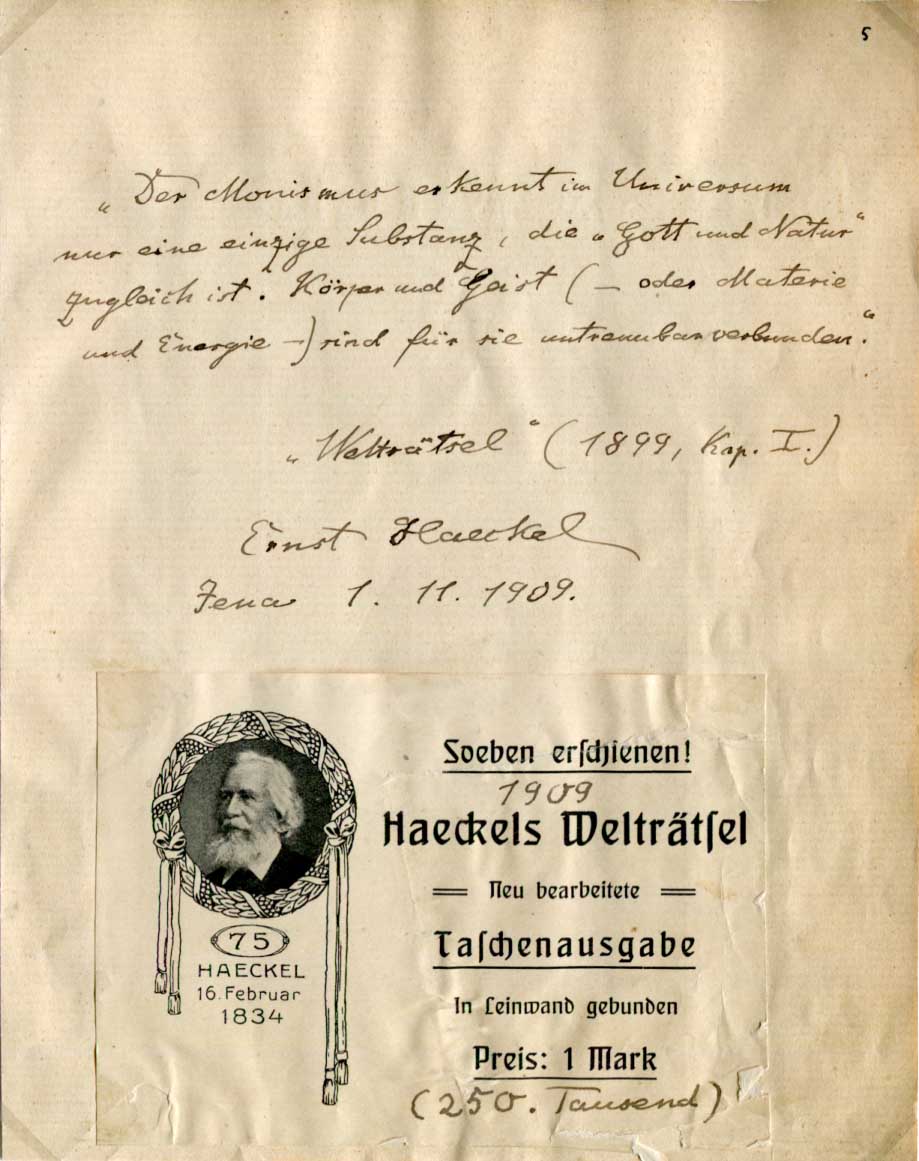 5
„Der Monismus erkennt im Universum
nur eine einzige Substanz, die „Gott und Natur“
zugleich ist. Körper und Geist (– oder Materie
und Energie –) sind für sie untrennbar verbunden.“
„Welträtsel“ (1899, Kap. I.)
Ernst Haeckel
Jena 1. 11. 1909.
75
HAECKEL
16. Februar
1834
Soeben erſchienen!
1909
Haeckels Welträtſel
Neu bearbeitete
Taſchenausgabe
In Leinwand gebunden
Preis: 1 Mark
(250. Tausend)